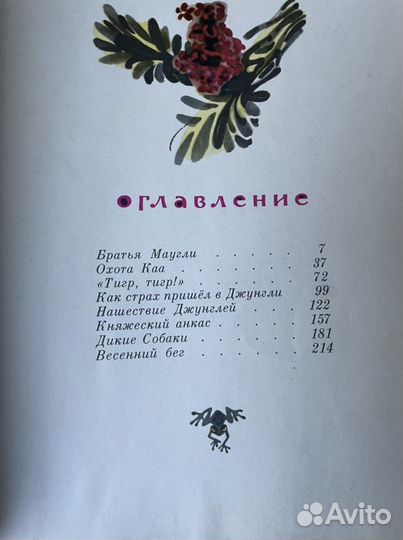 оглавление
Братья Маугли . . . . . 7
Охота Каа . . . . . . . 37
«Тигр, тигр!» . . . . . . 72
Как страх пришёл в Джунгли 99
Нашествие Джунглей . . . . 122
Княжеский анкас . . . . . 157
Дикие Собаки . . . . . . 181
Весенний бег . . . . . . 214
Avito